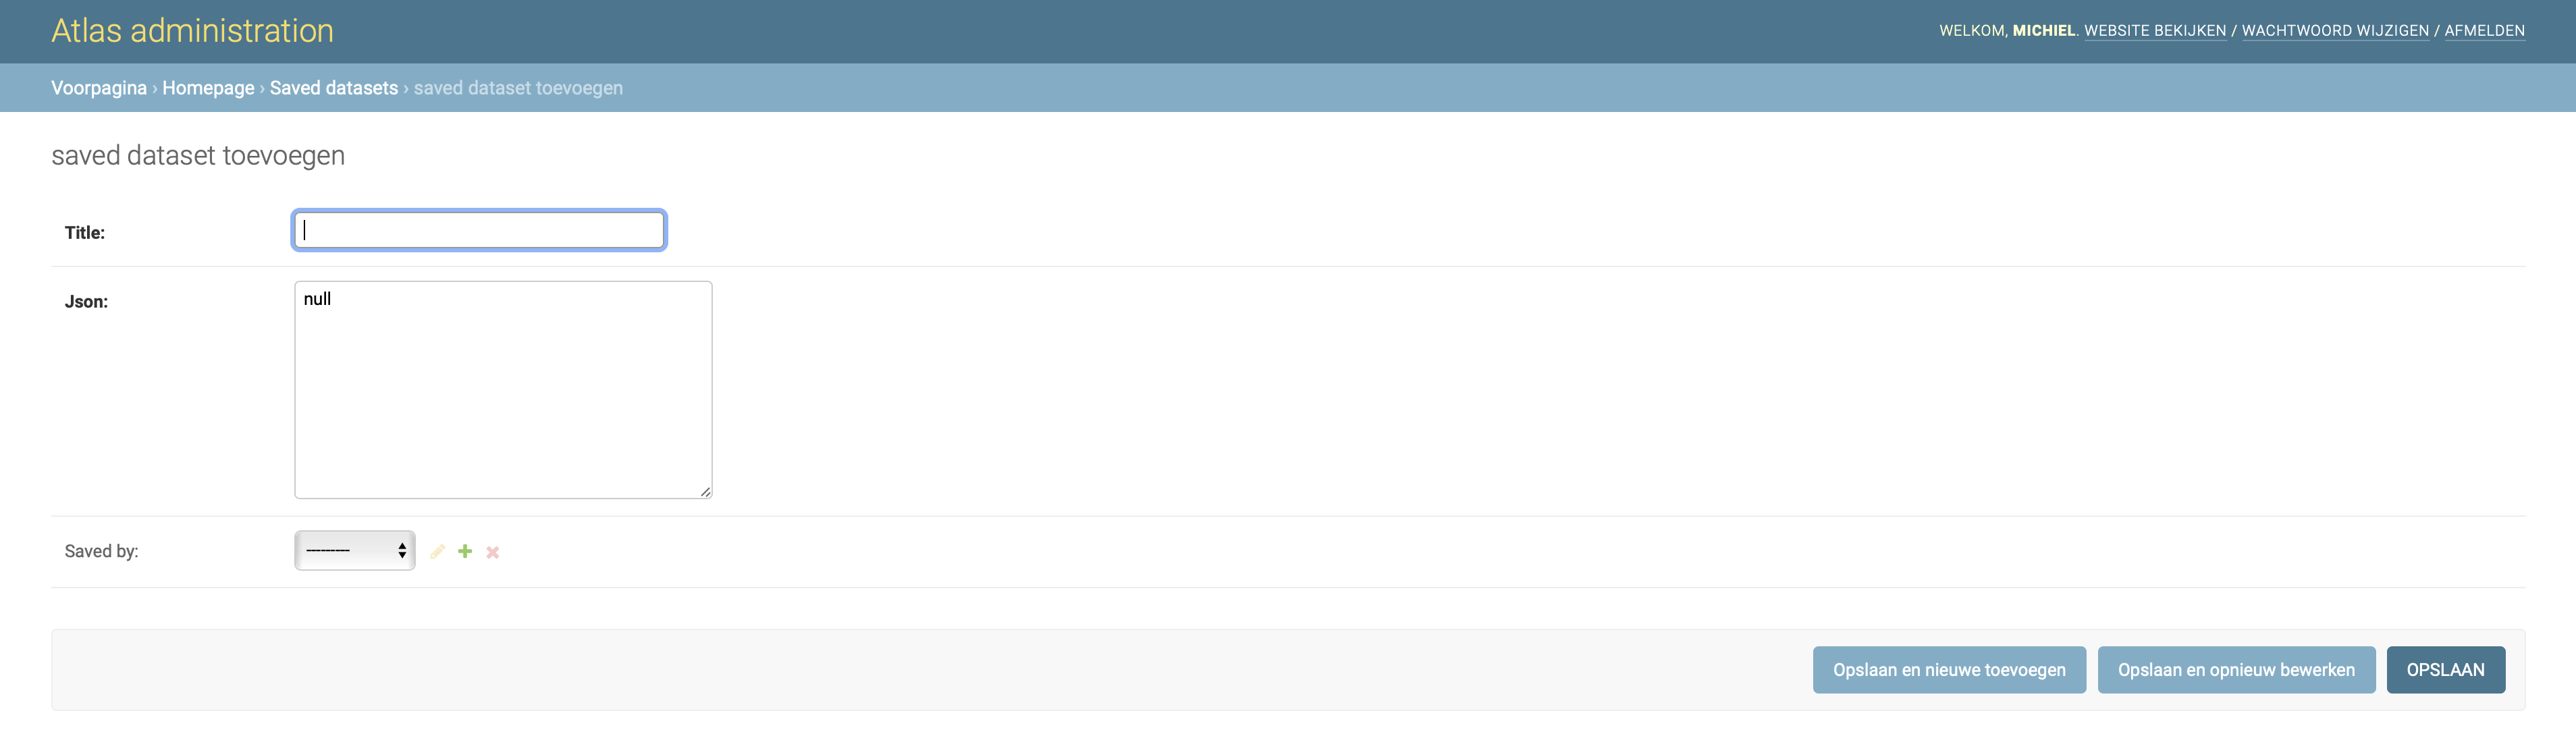 Atlas administration
WELKOM, MICHIEL. WEBSITE BEKIJKEN / WACHTWOORD WIJZIGEN / AFMELDEN
Voorpagina › Homepage › Saved datasets › saved dataset toevoegen
saved dataset toevoegen
Title:
Json:
null
Saved by:
---------
Opslaan en nieuwe toevoegen
Opslaan en opnieuw bewerken
OPSLAAN